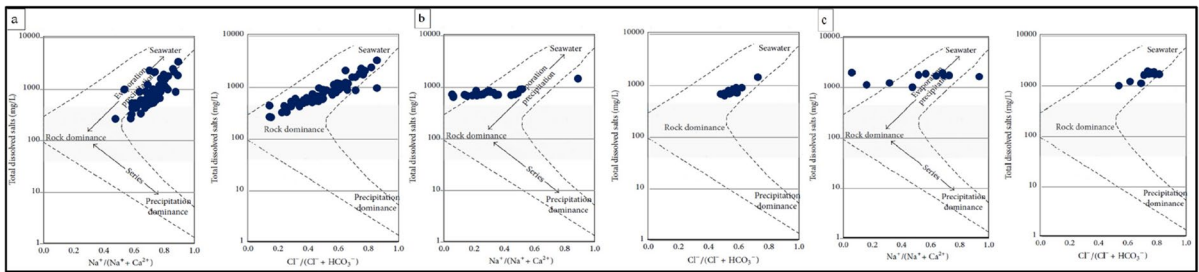 a
10000
1000
100
10
1
Total dissolved salts (mg/L)
Seawater
Evaporation
precipitation
Rock dominance
Series
Precipitation
dominance
0.0 0.2 0.4 0.6 0.8 1.0
Na⁺/(Na⁺ + Ca²⁺)
10000
1000
100
10
1
Total dissolved salts (mg/L)
Seawater
Rock dominance
Precipitation
dominance
0.0 0.2 0.4 0.6 0.8 1.0
Cl⁻/(Cl⁻ + HCO₃⁻)
b
10000
1000
100
10
1
Total dissolved salts (mg/L)
Seawater
Evaporation
precipitation
Rock dominance
Series
Precipitation
dominance
0.0 0.2 0.4 0.6 0.8 1.0
Na⁺/(Na⁺ + Ca²⁺)
10000
1000
100
10
1
Total dissolved salts (mg/L)
Seawater
Rock dominance
Precipitation
dominance
0.0 0.2 0.4 0.6 0.8 1.0
Cl⁻/(Cl⁻ + HCO₃⁻)
c
10000
1000
100
10
1
Total dissolved salts (mg/L)
Seawater
Evaporation
precipitation
Rock dominance
Series
Precipitation
dominance
0.0 0.2 0.4 0.6 0.8 1.0
Na⁺/(Na⁺ + Ca²⁺)
10000
1000
100
10
1
Total dissolved salts (mg/L)
Seawater
Rock dominance
Precipitation
dominance
0.0 0.2 0.4 0.6 0.8 1.0
Cl⁻/(Cl⁻ + HCO₃⁻)